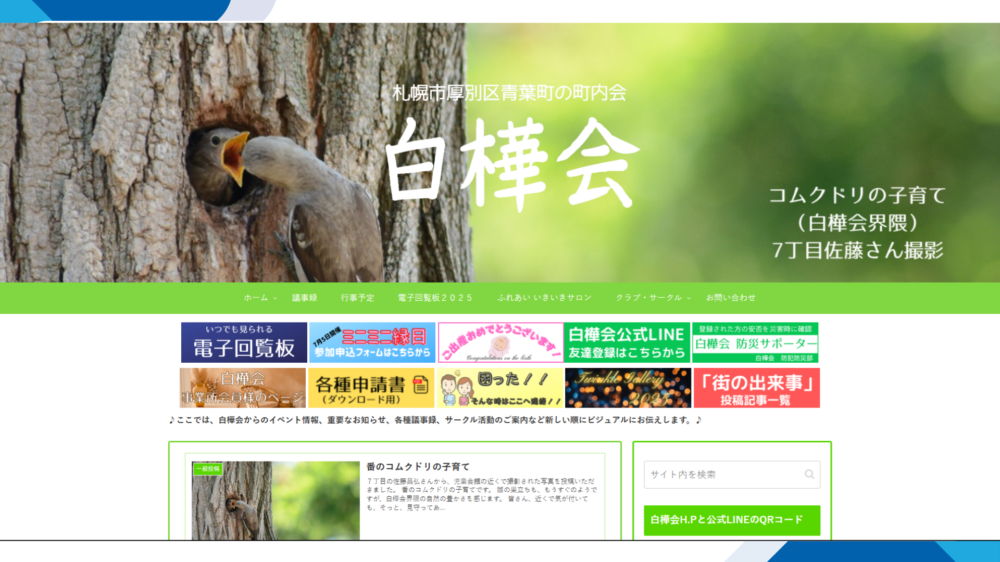 札幌市厚別区青葉町の町内会
白樺会
コムクドリの子育て
（白樺会界隈）
7丁目佐藤さん撮影
ホーム 議事録 行事予定 電子回覧板２０２５ ふれあい いきいきサロン クラブ・サークル お問い合わせ
いつでも見られる
電子回覧板
7月5日開催
ミニミニ縁日
参加申込フォームはこちらから
ご出産おめでとうございます！
Congratulations on the birth
白樺会公式LINE
友達登録はこちらから
登録された方の安否を災害時に確認
白樺会 防災サポーター
白樺会 防犯防災部
白樺会
事業所会員様のページ
各種申請書
PDF
（ダウンロード用）
困った！！
そんな時はここへ連絡！！
Twinkle Gallery
2025
「街の出来事」
投稿記事一覧
♪ここでは、白樺会からのイベント情報、重要なお知らせ、各種議事録、サークル活動のご案内など新しい順にビジュアルにお伝えします。♪
一般投稿
番のコムクドリの子育て
７丁目の佐藤昌弘さんから、児童会館の近くで撮影された写真を投稿いただ
きました。 番のコムクドリの子育てです。 雛の巣立ちも、もうすぐのようで
すが、白樺会界隈の自然の豊かさを感じます。 皆さん、近くで気が付いて
も、そっと、見守ってあ...
サイト内を検索
白樺会H.Pと公式LINEのQRコード